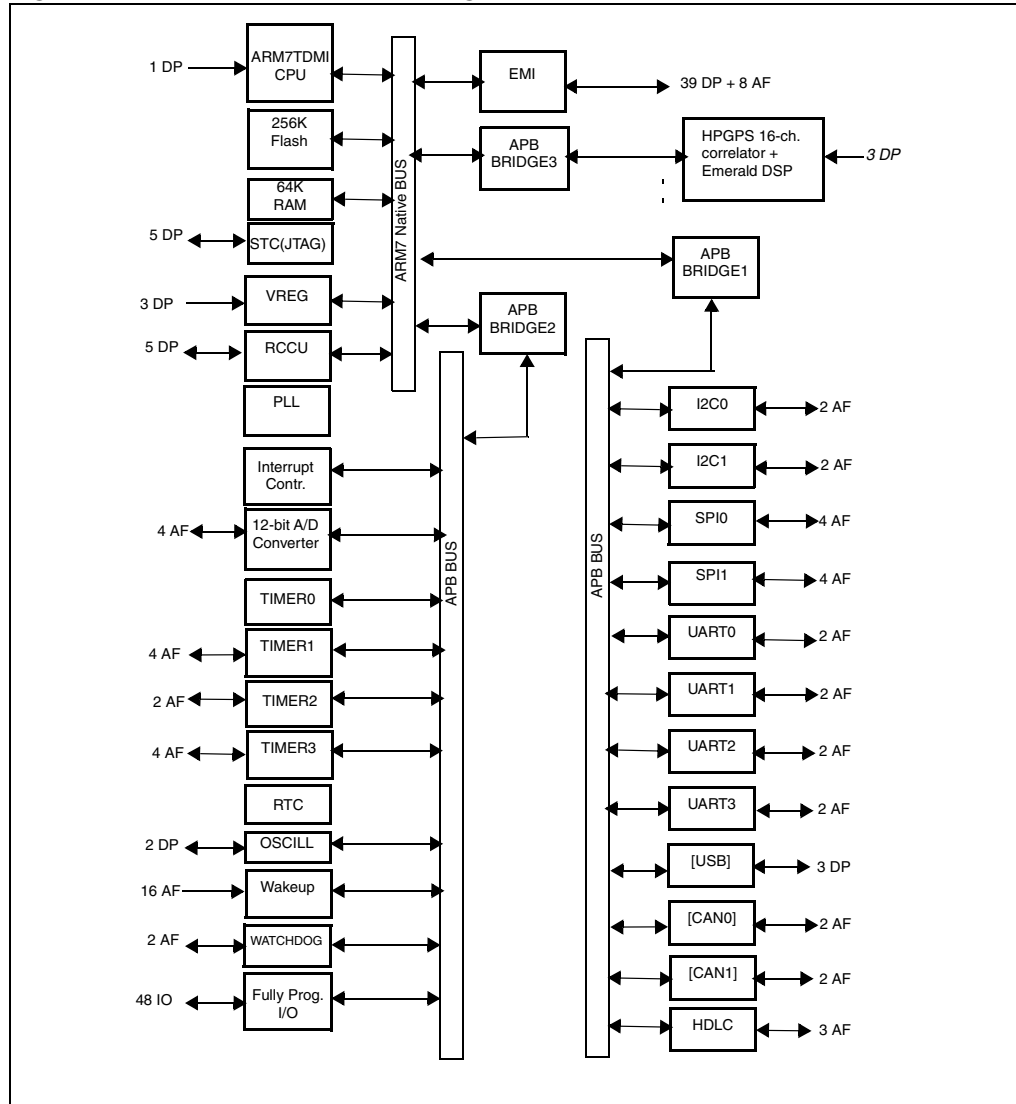 1 DP
ARM7TDMI
CPU
256K
Flash
64K
RAM
5 DP
STC(JTAG)
3 DP
VREG
5 DP
RCCU
PLL
Interrupt
Contr.
4 AF
12-bit A/D
Converter
TIMER0
4 AF
TIMER1
2 AF
TIMER2
4 AF
TIMER3
RTC
2 DP
OSCILL
16 AF
Wakeup
2 AF
WATCHDOG
48 IO
Fully Prog.
I/O
ARM7 Native BUS
EMI
39 DP + 8 AF
APB
BRIDGE3
HPGPS 16-ch.
correlator +
Emerald DSP
3 DP
APB
BRIDGE1
APB
BRIDGE2
APB BUS
APB BUS
I2C0
2 AF
I2C1
2 AF
SPI0
4 AF
SPI1
4 AF
UART0
2 AF
UART1
2 AF
UART2
2 AF
UART3
2 AF
[USB]
3 DP
[CAN0]
2 AF
[CAN1]
2 AF
HDLC
3 AF